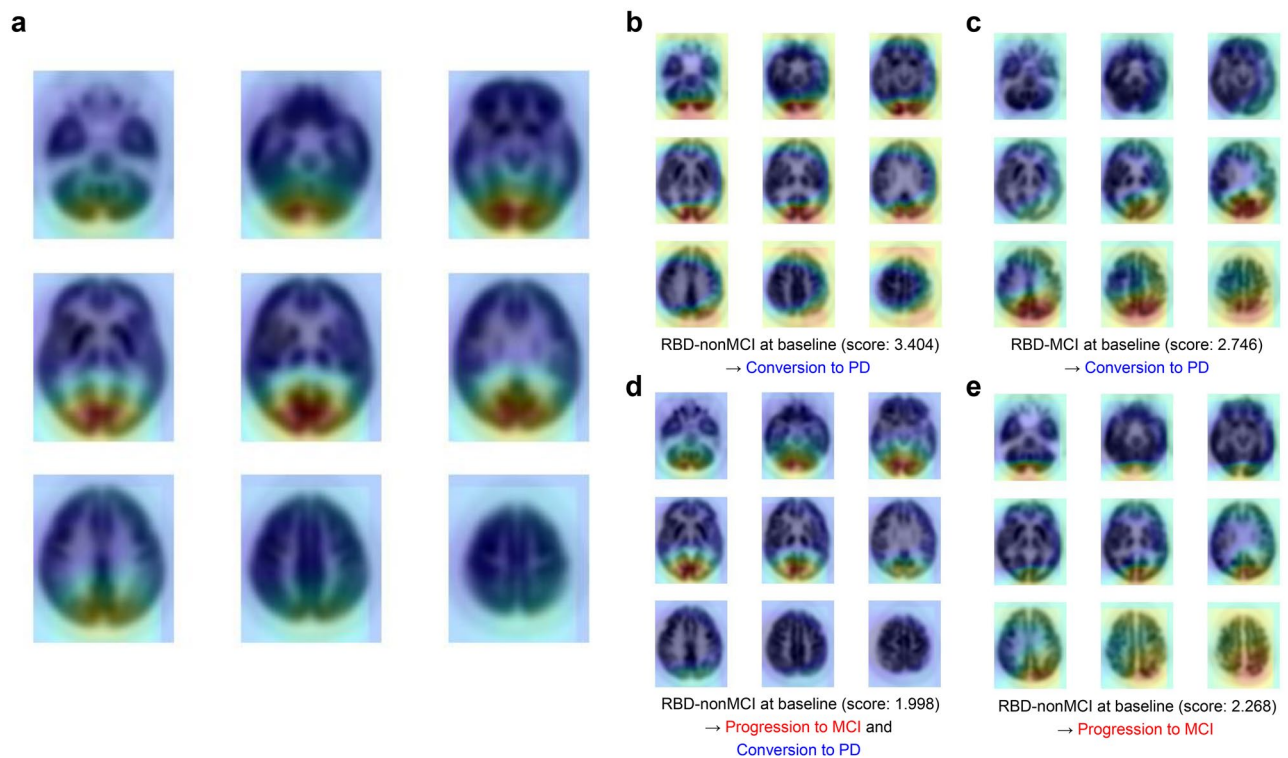 a
b
c
RBD-nonMCI at baseline (score: 3.404)
→ Conversion to PD
RBD-MCI at baseline (score: 2.746)
→ Conversion to PD
d
e
RBD-nonMCI at baseline (score: 1.998)
→ Progression to MCI and
Conversion to PD
RBD-nonMCI at baseline (score: 2.268)
→ Progression to MCI